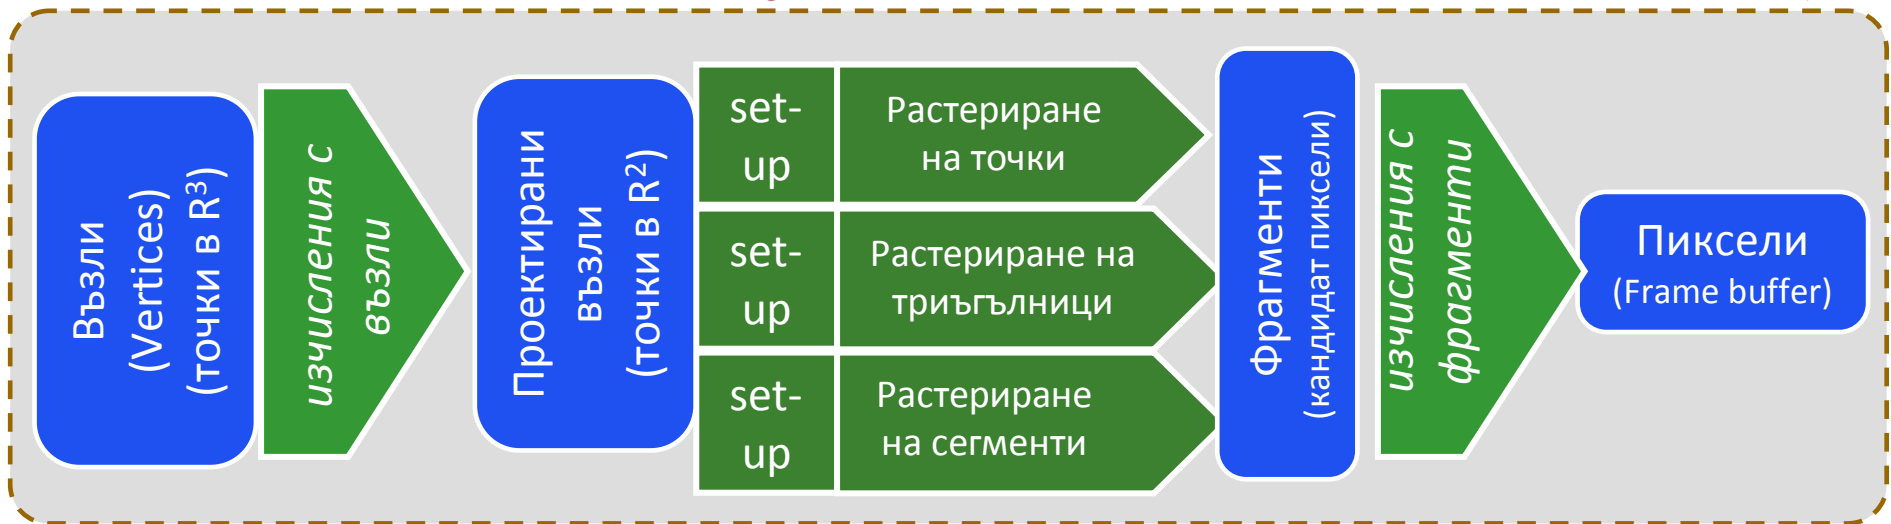 Възли
(Vertices)
(точки в R³)
изчисления с
възли
Проектирани
възли
(точки в R²)
set-
up
Растериране
на точки
set-
up
Растериране на
триъгълници
set-
up
Растериране
на сегменти
Фрагменти
(кандидат пиксели)
изчисления с
фрагменти
Пиксели
(Frame buffer)